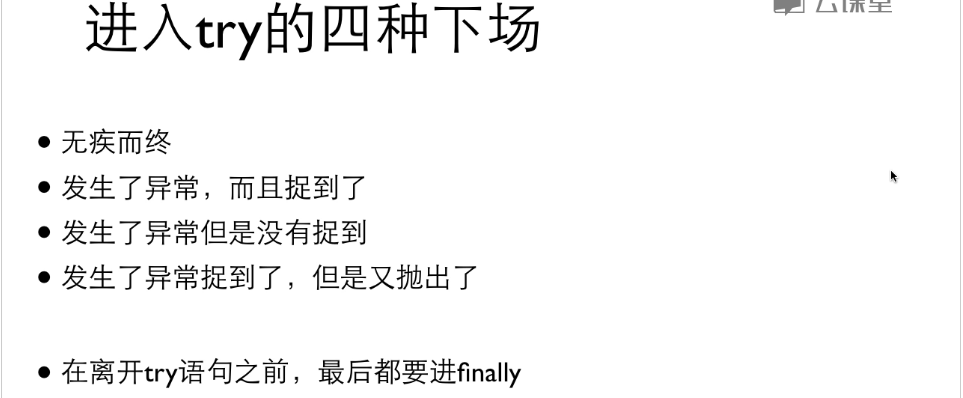 进入try的四种下场
云课堂
• 无疾而终
• 发生了异常，而且捉到了
• 发生了异常但是没有捉到
• 发生了异常捉到了，但是又抛出了
• 在离开try语句之前，最后都要进finally